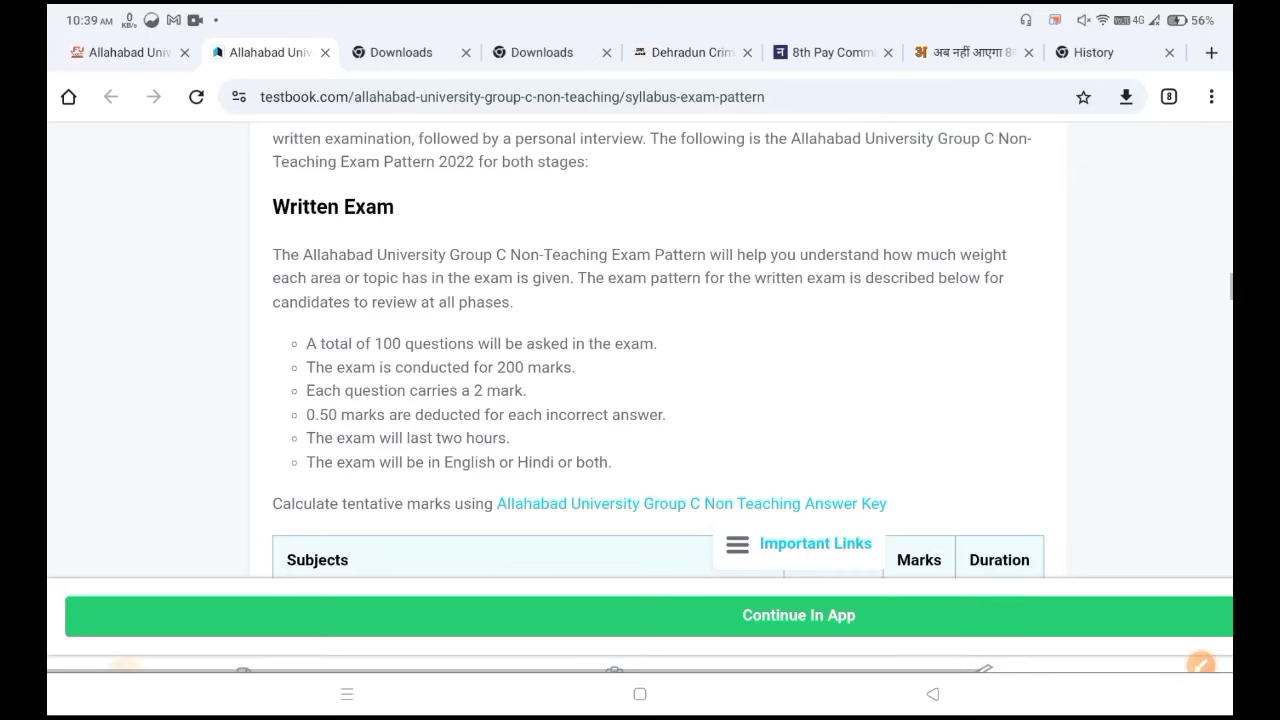 10:39 AM 0 KB/s 4G 56%
Allahabad Univ Allahabad Univ Downloads Downloads Dehradun Crim 8th Pay Comm अब नहीं आएगा 8 History
testbook.com/allahabad-university-group-c-non-teaching/syllabus-exam-pattern 8
written examination, followed by a personal interview. The following is the Allahabad University Group C Non-
Teaching Exam Pattern 2022 for both stages:
Written Exam
The Allahabad University Group C Non-Teaching Exam Pattern will help you understand how much weight
each area or topic has in the exam is given. The exam pattern for the written exam is described below for
candidates to review at all phases.
A total of 100 questions will be asked in the exam.
The exam is conducted for 200 marks.
Each question carries a 2 mark.
0.50 marks are deducted for each incorrect answer.
The exam will last two hours.
The exam will be in English or Hindi or both.
Calculate tentative marks using Allahabad University Group C Non Teaching Answer Key
Important Links
Subjects Marks Duration
Continue In App